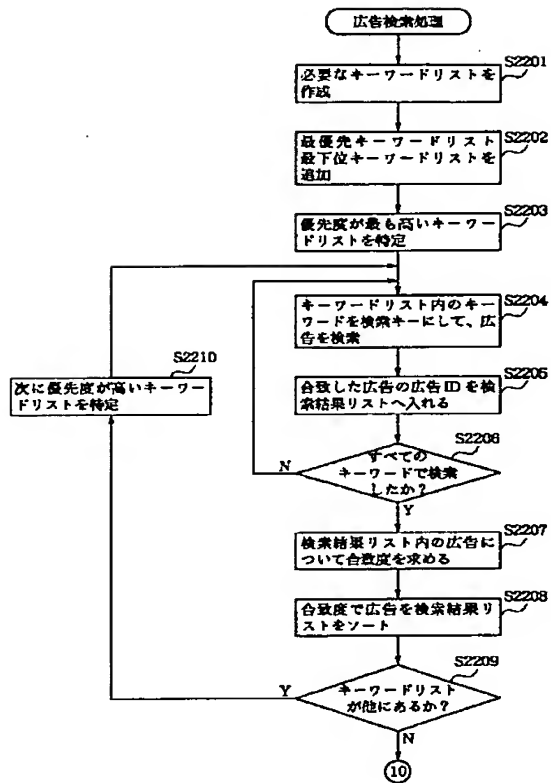 広告検索処理
S2201
必要なキーワードリストを
作成
S2202
最優先キーワードリスト
最下位キーワードリストを
追加
S2203
優先度が最も高いキーワー
ドリストを特定
S2204
キーワードリスト内のキー
ワードを検索キーにして、広
告を検索
S2210
次に優先度が高いキーワー
ドリストを特定
S2205
合致した広告の広告IDを検
索結果リストへ入れる
S2206
すべての
キーワードで検索
したか?
N
Y
S2207
検索結果リスト内の広告に
ついて合致度を求める
S2208
合致度で広告を検索結果リ
ストをソート
S2209
キーワードリスト
が他にあるか?
Y
N
10